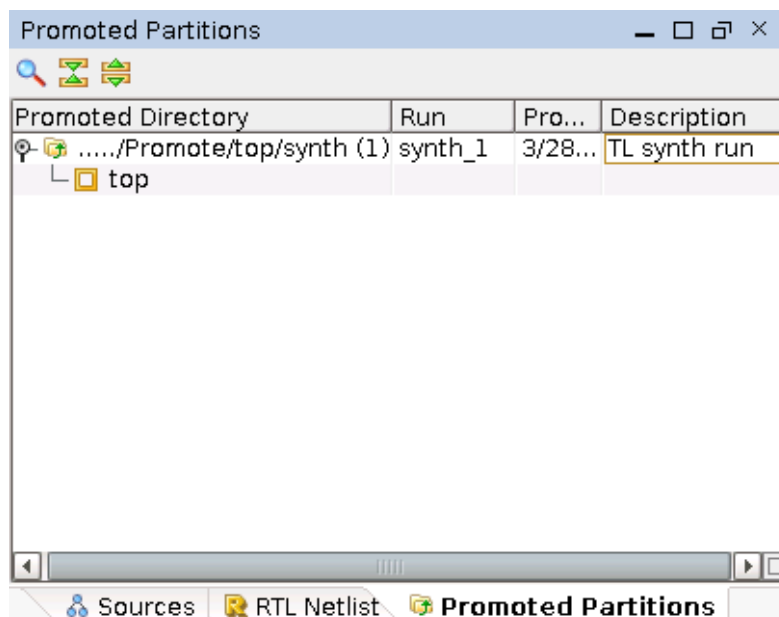 Promoted Partitions
Promoted Directory Run Pro... Description
...../Promote/top/synth (1) synth_1 3/28... TL synth run
top
Sources RTL Netlist Promoted Partitions